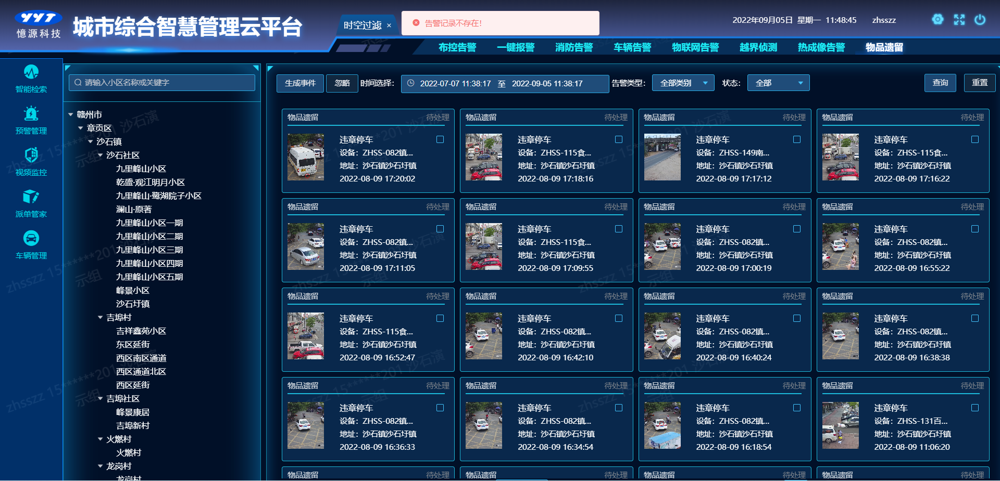 YYT
憶源科技
城市综合智慧管理云平台
时空过滤 ×
告警记录不存在!
2022年09月05日 星期一 11:48:45 zhsszz
布控告警 一键报警 消防告警 车辆告警 物联网告警 越界侦测 热成像告警 物品遗留
智能检索
预警管理
视频监控
派单管家
车辆管理
请输入小区名称或关键字
赣州市
章贡区
沙石镇
沙石社区
九里峰山小区
乾盛·观江明月小区
九里峰山·鹭湖院子小区
澜山·原著
九里峰山小区一期
九里峰山小区二期
九里峰山小区三期
九里峰山小区四期
九里峰山小区五期
峰景小区
沙石圩镇
吉埠村
吉祥鑫苑小区
东区延街
西区南区通道
西区通道北区
西区延街
吉埠社区
峰景康居
吉埠新村
火燃村
火燃村
龙岗村
龙岗村
生成事件 忽略 时间选择： 2022-07-07 11:38:17 至 2022-09-05 11:38:17 告警类型： 全部类别 状态： 全部 查询 重置
物品遗留 待处理
违章停车
设备：ZHSS-082镇...
地址：沙石镇沙石圩镇
2022-08-09 17:20:02
物品遗留 待处理
违章停车
设备：ZHSS-115食...
地址：沙石镇沙石圩镇
2022-08-09 17:18:16
物品遗留 待处理
违章停车
设备：ZHSS-149南...
地址：沙石镇沙石圩镇
2022-08-09 17:17:12
物品遗留 待处理
违章停车
设备：ZHSS-115食...
地址：沙石镇沙石圩镇
2022-08-09 17:16:22
物品遗留 待处理
违章停车
设备：ZHSS-082镇...
地址：沙石镇沙石圩镇
2022-08-09 17:11:05
物品遗留 待处理
违章停车
设备：ZHSS-115食...
地址：沙石镇沙石圩镇
2022-08-09 17:09:55
物品遗留 待处理
违章停车
设备：ZHSS-082镇...
地址：沙石镇沙石圩镇
2022-08-09 17:00:19
物品遗留 待处理
违章停车
设备：ZHSS-082镇...
地址：沙石镇沙石圩镇
2022-08-09 16:55:22
物品遗留 待处理
违章停车
设备：ZHSS-115食...
地址：沙石镇沙石圩镇
2022-08-09 16:52:47
物品遗留 待处理
违章停车
设备：ZHSS-082镇...
地址：沙石镇沙石圩镇
2022-08-09 16:42:10
物品遗留 待处理
违章停车
设备：ZHSS-082镇...
地址：沙石镇沙石圩镇
2022-08-09 16:40:24
物品遗留 待处理
违章停车
设备：ZHSS-082镇...
地址：沙石镇沙石圩镇
2022-08-09 16:38:38
物品遗留 待处理
违章停车
设备：ZHSS-082镇...
地址：沙石镇沙石圩镇
2022-08-09 16:36:33
物品遗留 待处理
违章停车
设备：ZHSS-082镇...
地址：沙石镇沙石圩镇
2022-08-09 16:34:54
物品遗留 待处理
违章停车
设备：ZHSS-082镇...
地址：沙石镇沙石圩镇
2022-08-09 16:18:54
物品遗留 待处理
违章停车
设备：ZHSS-131百...
地址：沙石镇沙石圩镇
2022-08-09 11:06:20
物品遗留 待处理
物品遗留 待处理
物品遗留 待处理
物品遗留 待处理
zhsszz 15******201 沙石演示组